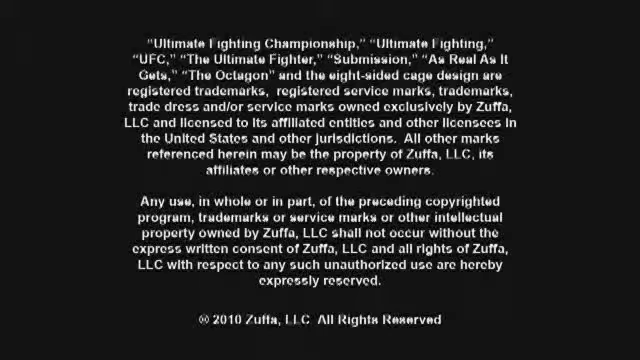 “Ultimate Fighting Championship,” “Ultimate Fighting,”
“UFC,” “The Ultimate Fighter,” “Submission,” “As Real As It
Gets,” “The Octagon” and the eight-sided cage design are
registered trademarks, registered service marks, trademarks,
trade dress and/or service marks owned exclusively by Zuffa,
LLC and licensed to its affiliated entities and other licensees in
the United States and other jurisdictions. All other marks
referenced herein may be the property of Zuffa, LLC, its
affiliates or other respective owners.
Any use, in whole or in part, of the preceding copyrighted
program, trademarks or service marks or other intellectual
property owned by Zuffa, LLC shall not occur without the
express written consent of Zuffa, LLC and all rights of Zuffa,
LLC with respect to any such unauthorized use are hereby
expressly reserved.
® 2010 Zuffa, LLC All Rights Reserved